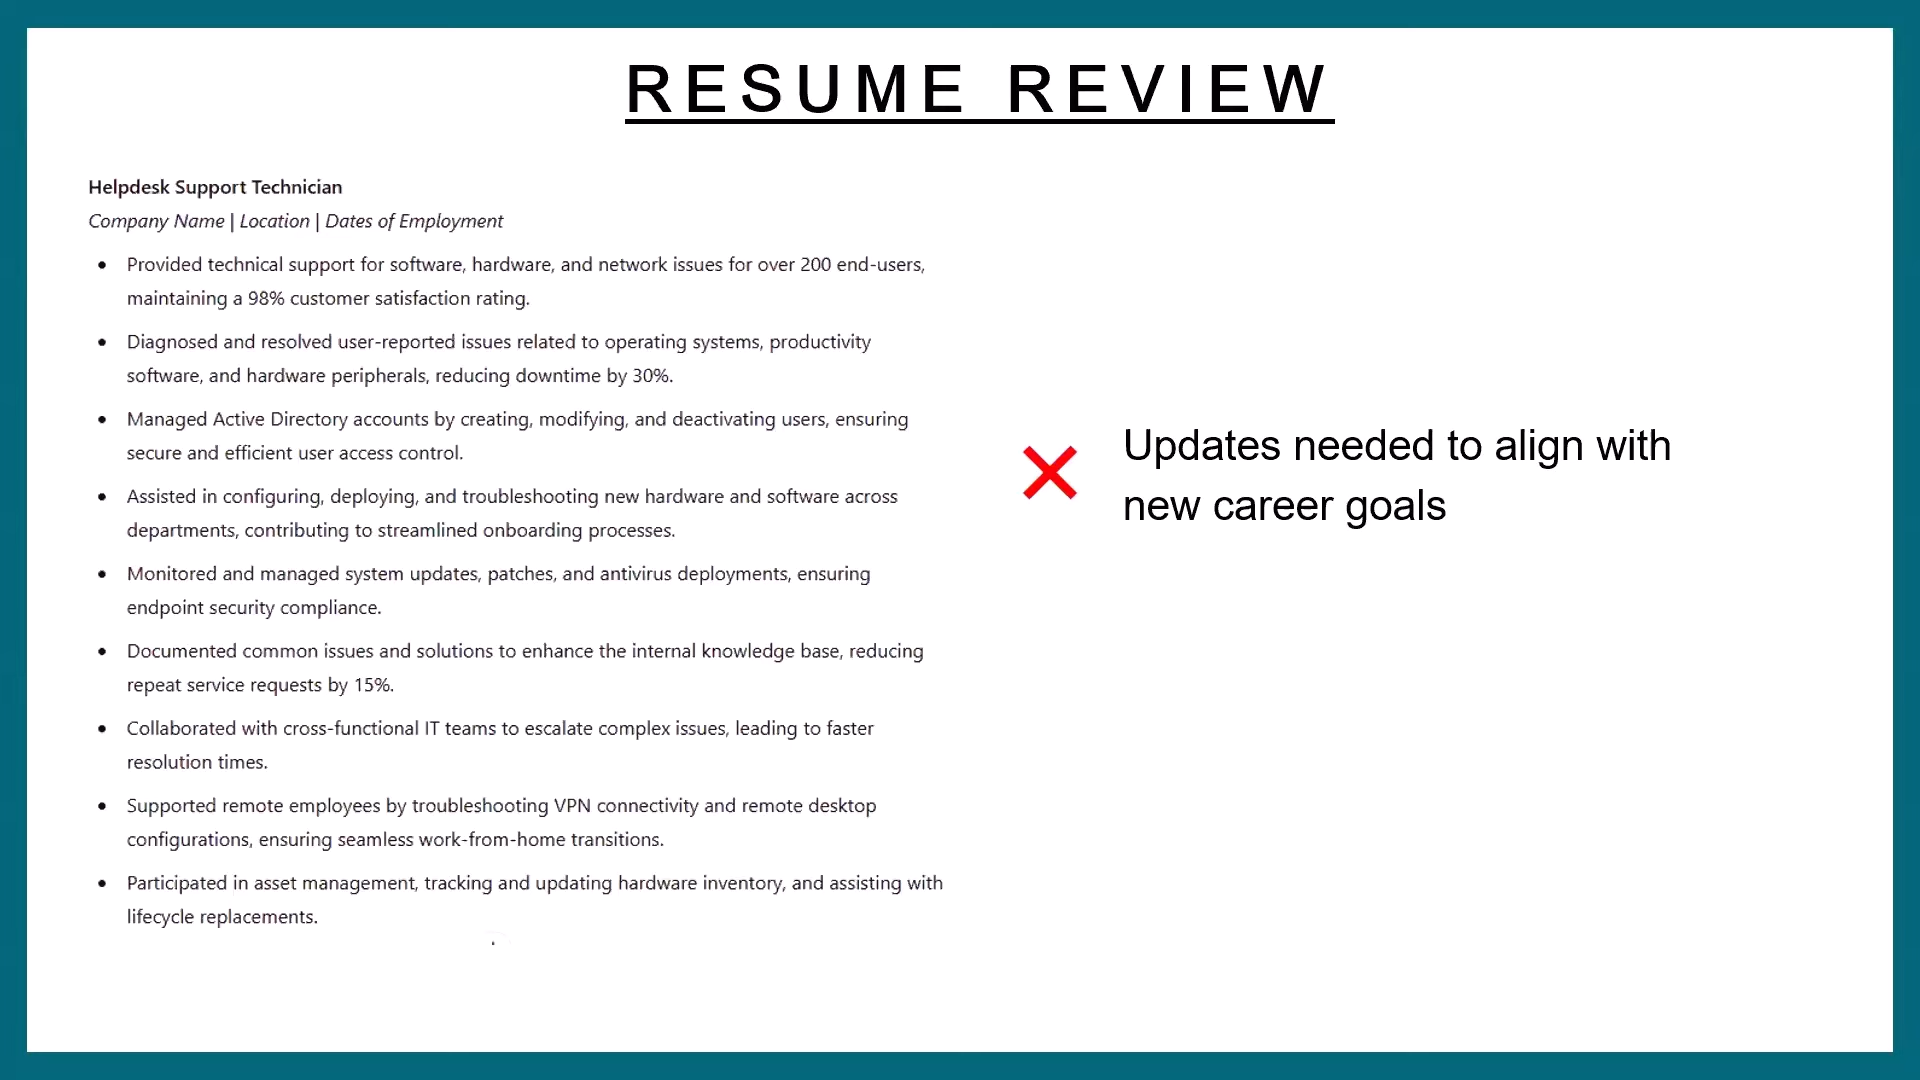 RESUME REVIEW
Helpdesk Support Technician
Company Name | Location | Dates of Employment
• Provided technical support for software, hardware, and network issues for over 200 end-users,
maintaining a 98% customer satisfaction rating.
• Diagnosed and resolved user-reported issues related to operating systems, productivity
software, and hardware peripherals, reducing downtime by 30%.
• Managed Active Directory accounts by creating, modifying, and deactivating users, ensuring
secure and efficient user access control.
• Assisted in configuring, deploying, and troubleshooting new hardware and software across
departments, contributing to streamlined onboarding processes.
• Monitored and managed system updates, patches, and antivirus deployments, ensuring
endpoint security compliance.
• Documented common issues and solutions to enhance the internal knowledge base, reducing
repeat service requests by 15%.
• Collaborated with cross-functional IT teams to escalate complex issues, leading to faster
resolution times.
• Supported remote employees by troubleshooting VPN connectivity and remote desktop
configurations, ensuring seamless work-from-home transitions.
• Participated in asset management, tracking and updating hardware inventory, and assisting with
lifecycle replacements.
Updates needed to align with
new career goals